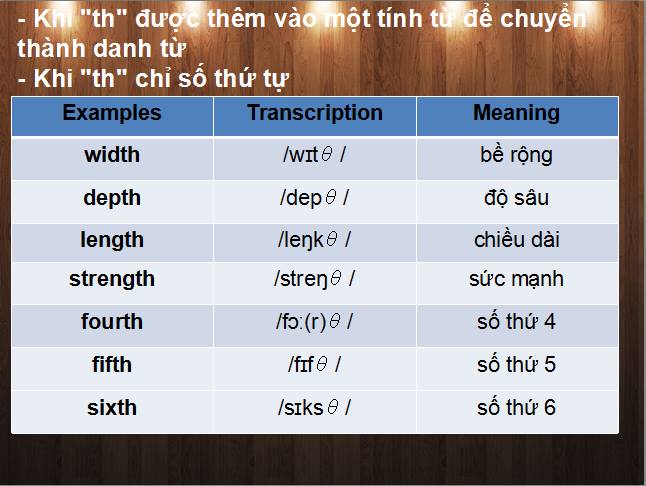 - Khi "th" được thêm vào một tính từ để chuyển
thành danh từ
- Khi "th" chỉ số thứ tự
Examples Transcription Meaning
width /wɪtθ/ bề rộng
depth /depθ/ độ sâu
length /leŋkθ/ chiều dài
strength /streŋθ/ sức mạnh
fourth /fɔː(r)θ/ số thứ 4
fifth /fɪfθ/ số thứ 5
sixth /sɪksθ/ số thứ 6